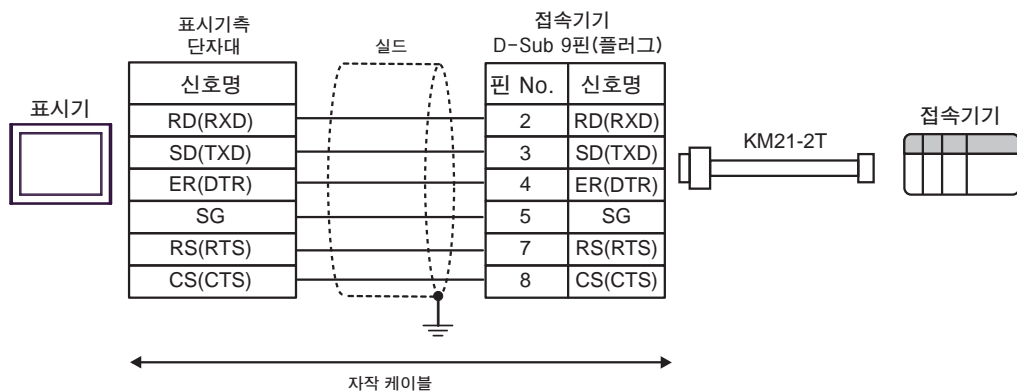 표시기
표시기측
단자대
신호명
RD(RXD)
SD(TXD)
ER(DTR)
SG
RS(RTS)
CS(CTS)
실드
접속기기
D-Sub 9핀(플러그)
핀 No. 신호명
2 RD(RXD)
3 SD(TXD)
4 ER(DTR)
5 SG
7 RS(RTS)
8 CS(CTS)
KM21-2T
접속기기
자작 케이블